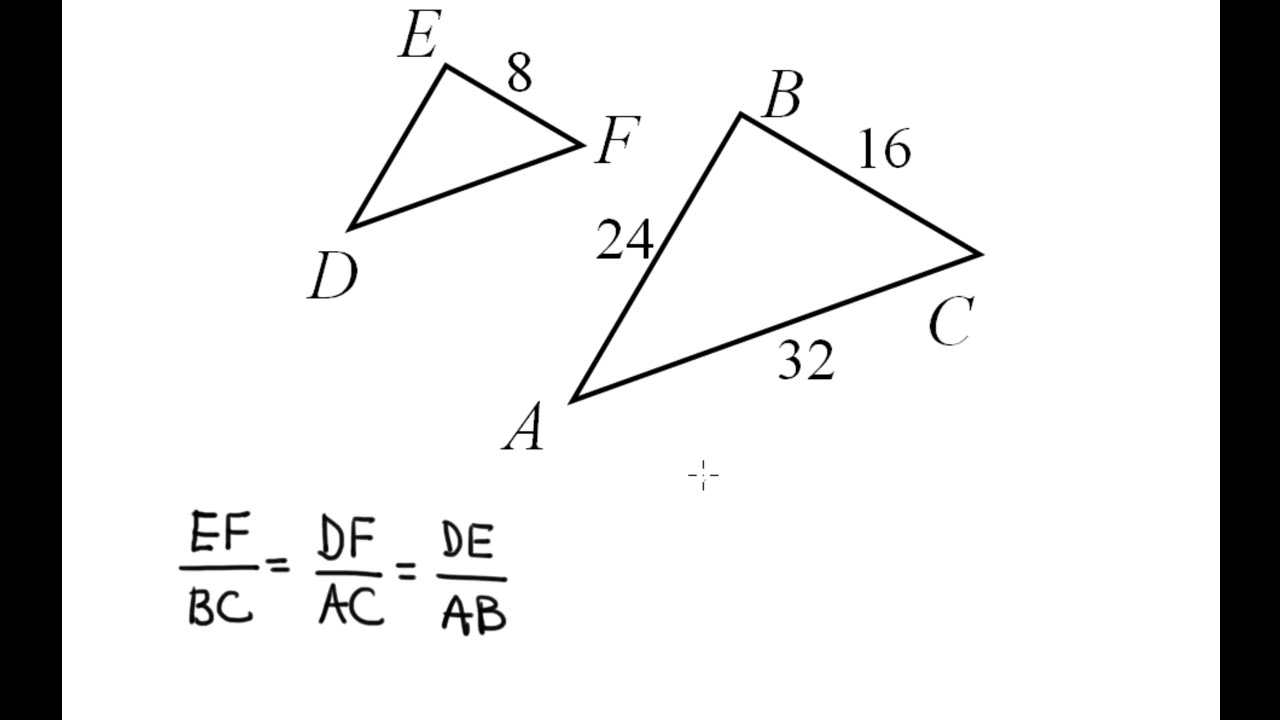 E
8
F
D
B
16
24
C
32
A
EF/BC = DF/AC = DE/AB